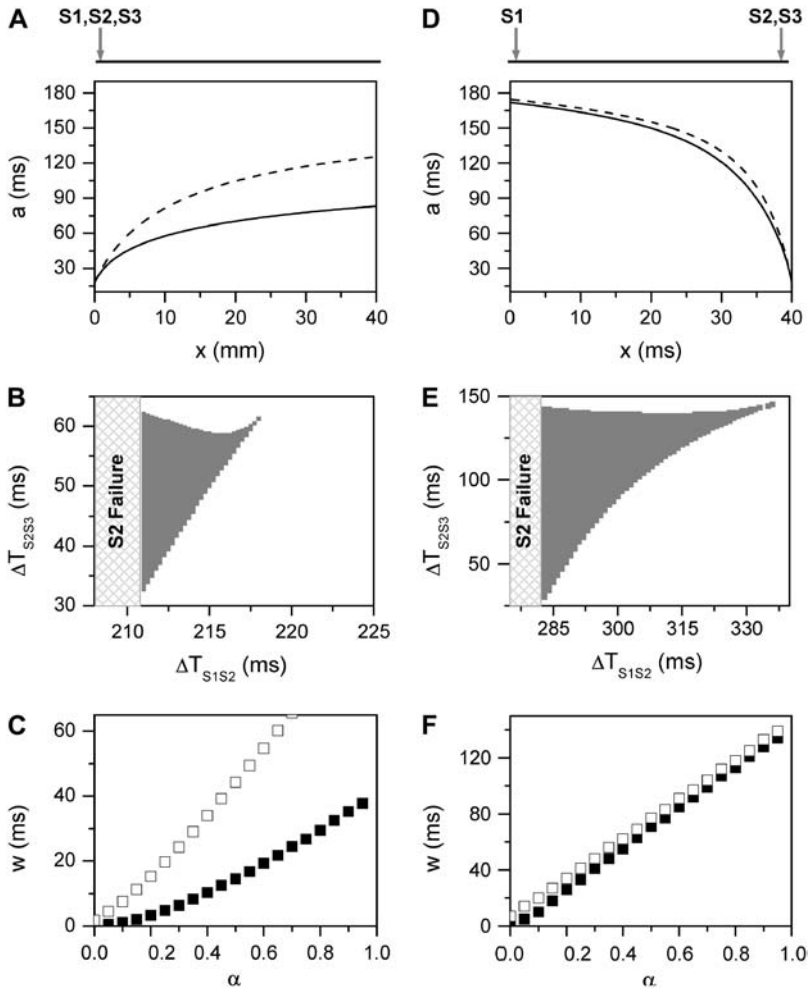 A
S1,S2,S3
180
150
120
90
60
30
a (ms)
0 10 20 30 40
x (mm)
D
S1
S2,S3
180
150
120
90
60
30
a (ms)
0 10 20 30 40
x (ms)
B
60
50
40
30
ΔT_S2S3 (ms)
S2 Failure
210 215 220 225
ΔT_S1S2 (ms)
E
150
100
50
ΔT_S2S3 (ms)
S2 Failure
285 300 315 330
ΔT_S1S2 (ms)
C
60
40
20
0
w (ms)
0.0 0.2 0.4 0.6 0.8 1.0
α
F
120
80
40
0
w (ms)
0.0 0.2 0.4 0.6 0.8 1.0
α